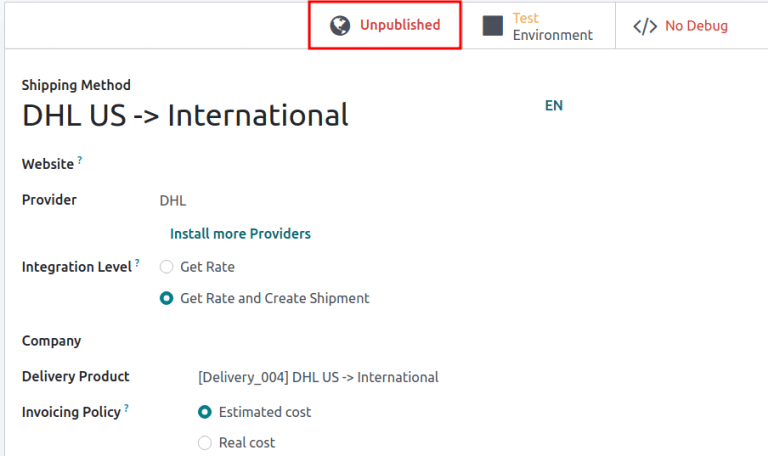 Unpublished
Test
Environment
</> No Debug
Shipping Method
DHL US -> International
EN
Website ?
Provider
DHL
Install more Providers
Integration Level ?
Get Rate
Get Rate and Create Shipment
Company
Delivery Product
[Delivery_004] DHL US -> International
Invoicing Policy ?
Estimated cost
Real cost